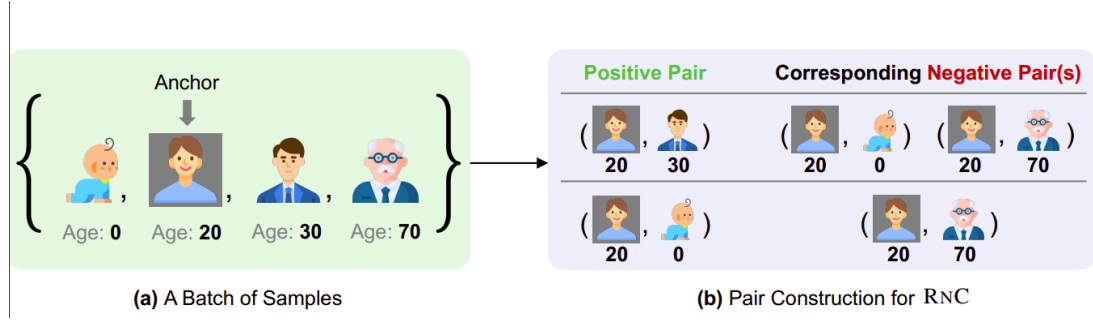 Anchor
{ , , , }
Age: 0 Age: 20 Age: 30 Age: 70
(a) A Batch of Samples
Positive Pair Corresponding Negative Pair(s)
( , ) ( , ) ( , )
20 30 20 0 20 70
( , ) ( , )
20 0 20 70
(b) Pair Construction for RNC